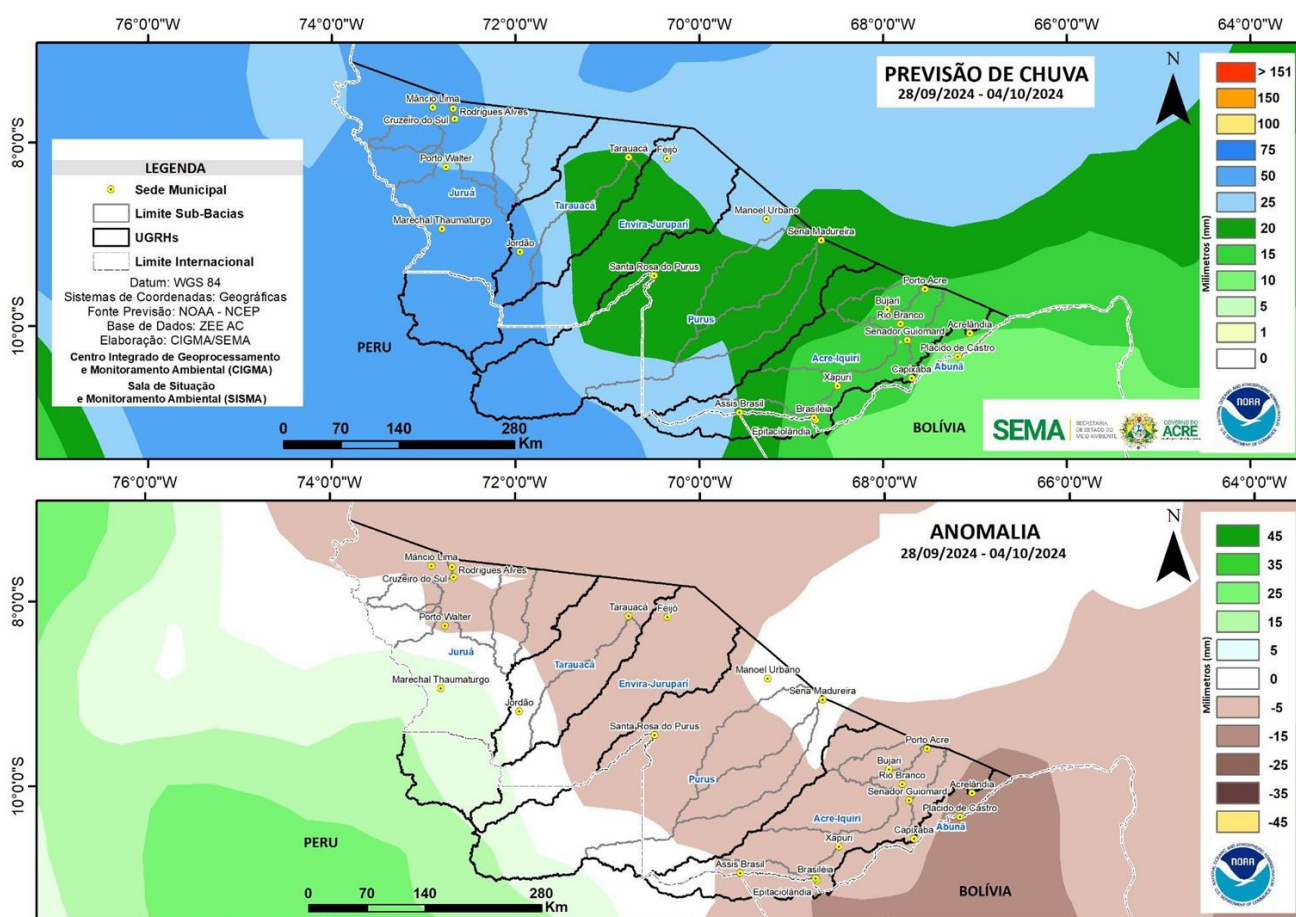 76°0'0"W
74°0'0"W
72°0'0"W
70°0'0"W
68°0'0"W
66°0'0"W
64°0'0"W
PREVISÃO DE CHUVA
28/09/2024 - 04/10/2024
N
8°0'0"S
10°0'0"S
LEGENDA
Sede Municipal
Limite Sub-Bacias
UGRHs
Limite Internacional
Datum: WGS 84
Sistemas de Coordenadas: Geográficas
Fonte Previsão: NOAA - NCEP
Base de Dados: ZEE AC
Elaboração: CIGMA/SEMA
Centro Integrado de Geoprocessamento
e Monitoramento Ambiental (CIGMA)
Sala de Situação
e Monitoramento Ambiental (SISMA)
Mâncio Lima
Rodrigues Alves
Cruzeiro do Sul
Porto Walter
Juruá
Marechal Thaumaturgo
Jordão
Tarauacá
Feijó
Tarauacá
Envira-Jurupari
Manoel Urbano
Sena Madureira
Santa Rosa do Purus
Purus
Porto Acre
Bujari
Rio Branco
Senador Guiomard
Acrelândia
Plácido de Castro
Abunã
Acre-Iquiri
Capixaba
Xapuri
Assis Brasil
Brasiléia
Epitaciolândia
PERU
BOLÍVIA
0 70 140 280
Km
Milímetros (mm)
> 151
150
100
75
50
25
20
15
10
5
1
0
SEMA
SECRETARIA
DE ESTADO DO
MEIO AMBIENTE
GOVERNO DO
ACRE
NOAA
76°0'0"W
74°0'0"W
72°0'0"W
70°0'0"W
68°0'0"W
66°0'0"W
64°0'0"W
ANOMALIA
28/09/2024 - 04/10/2024
N
8°0'0"S
10°0'0"S
Mâncio Lima
Rodrigues Alves
Cruzeiro do Sul
Porto Walter
Juruá
Marechal Thaumaturgo
Jordão
Tarauacá
Feijó
Tarauacá
Envira-Jurupari
Manoel Urbano
Sena Madureira
Santa Rosa do Purus
Purus
Porto Acre
Bujari
Rio Branco
Senador Guiomard
Acrelândia
Plácido de Castro
Abunã
Acre-Iquiri
Capixaba
Xapuri
Assis Brasil
Brasiléia
Epitaciolândia
PERU
BOLÍVIA
0 70 140 280
Km
Milímetros (mm)
45
35
25
15
5
0
-5
-15
-25
-35
-45
NOAA